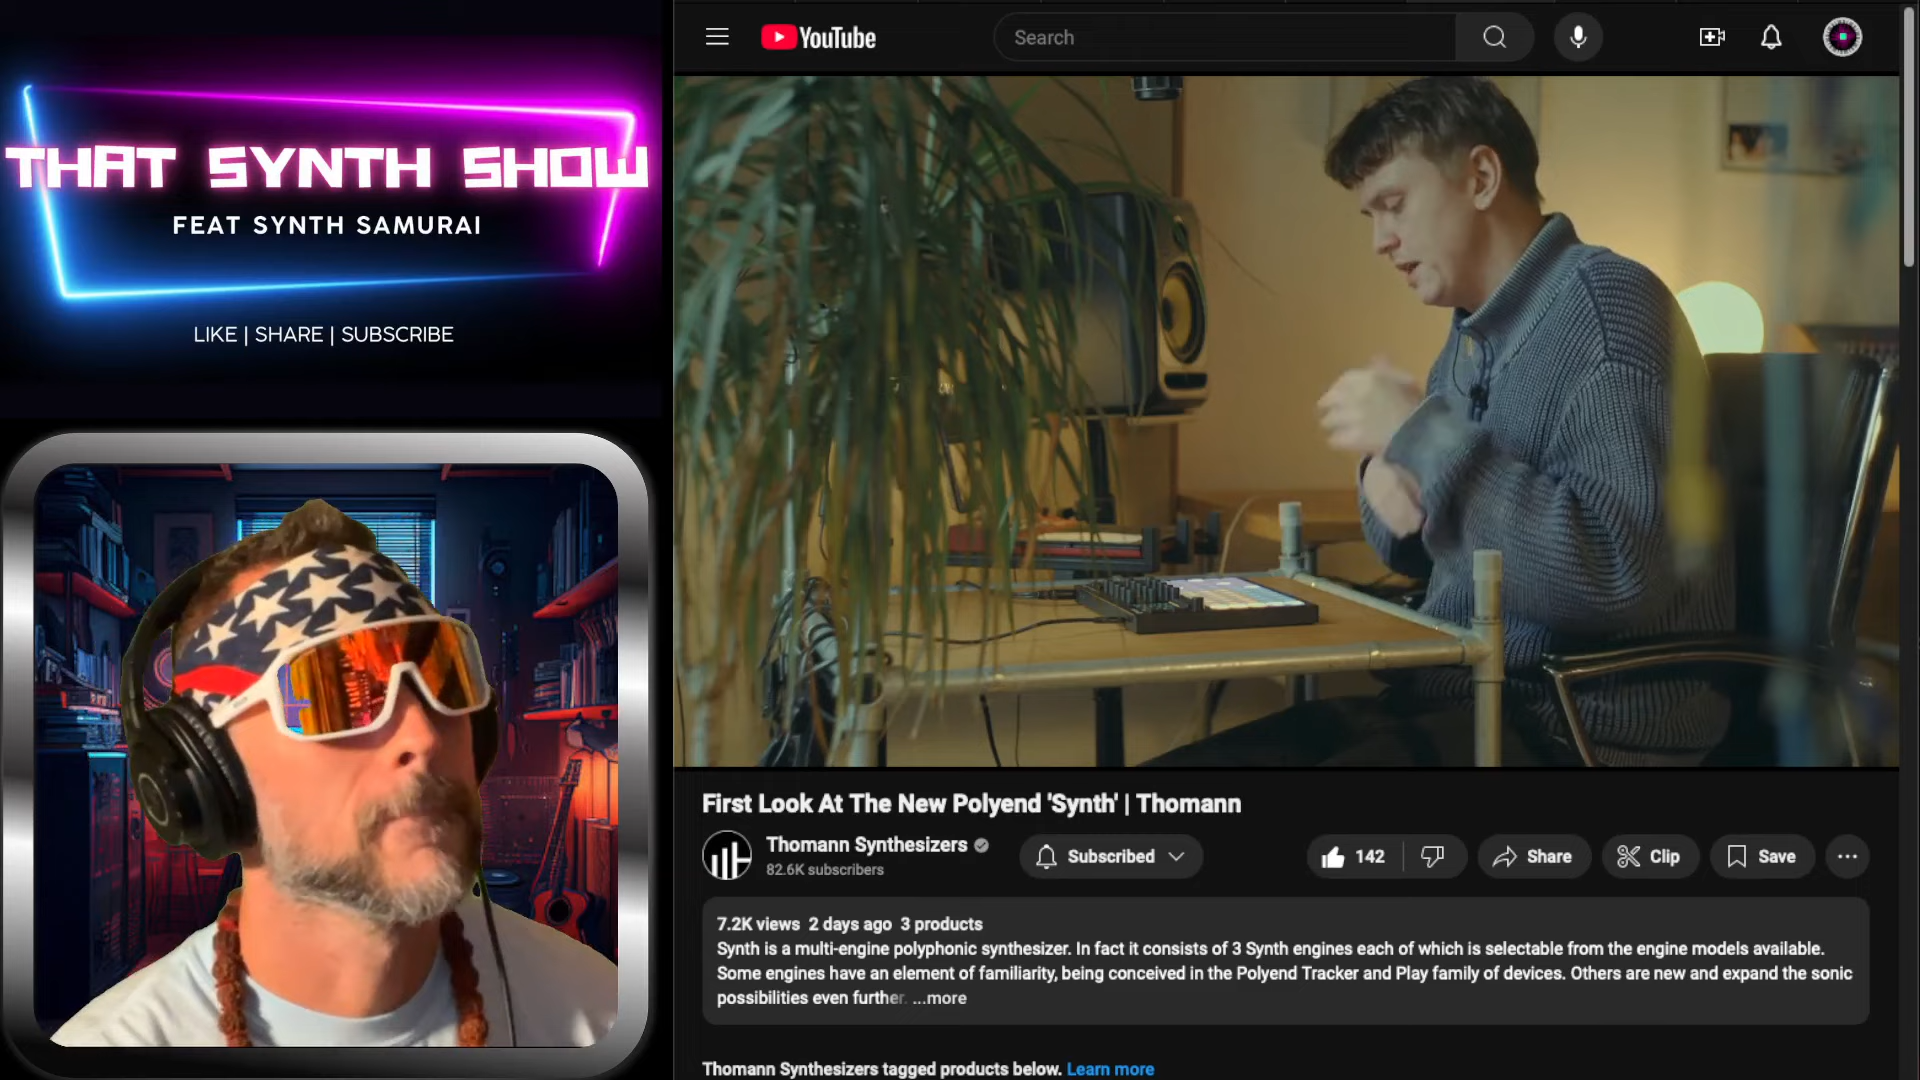 THAT SYNTH SHOW
FEAT SYNTH SAMURAI
LIKE | SHARE | SUBSCRIBE
YouTube
Search
First Look At The New Polyend 'Synth' | Thomann
Thomann Synthesizers
82.6K subscribers
Subscribed
142
Share
Clip
Save
7.2K views 2 days ago 3 products
Synth is a multi-engine polyphonic synthesizer. In fact it consists of 3 Synth engines each of which is selectable from the engine models available.
Some engines have an element of familiarity, being conceived in the Polyend Tracker and Play family of devices. Others are new and expand the sonic
possibilities even further. ...more
Thomann Synthesizers tagged products below. Learn more